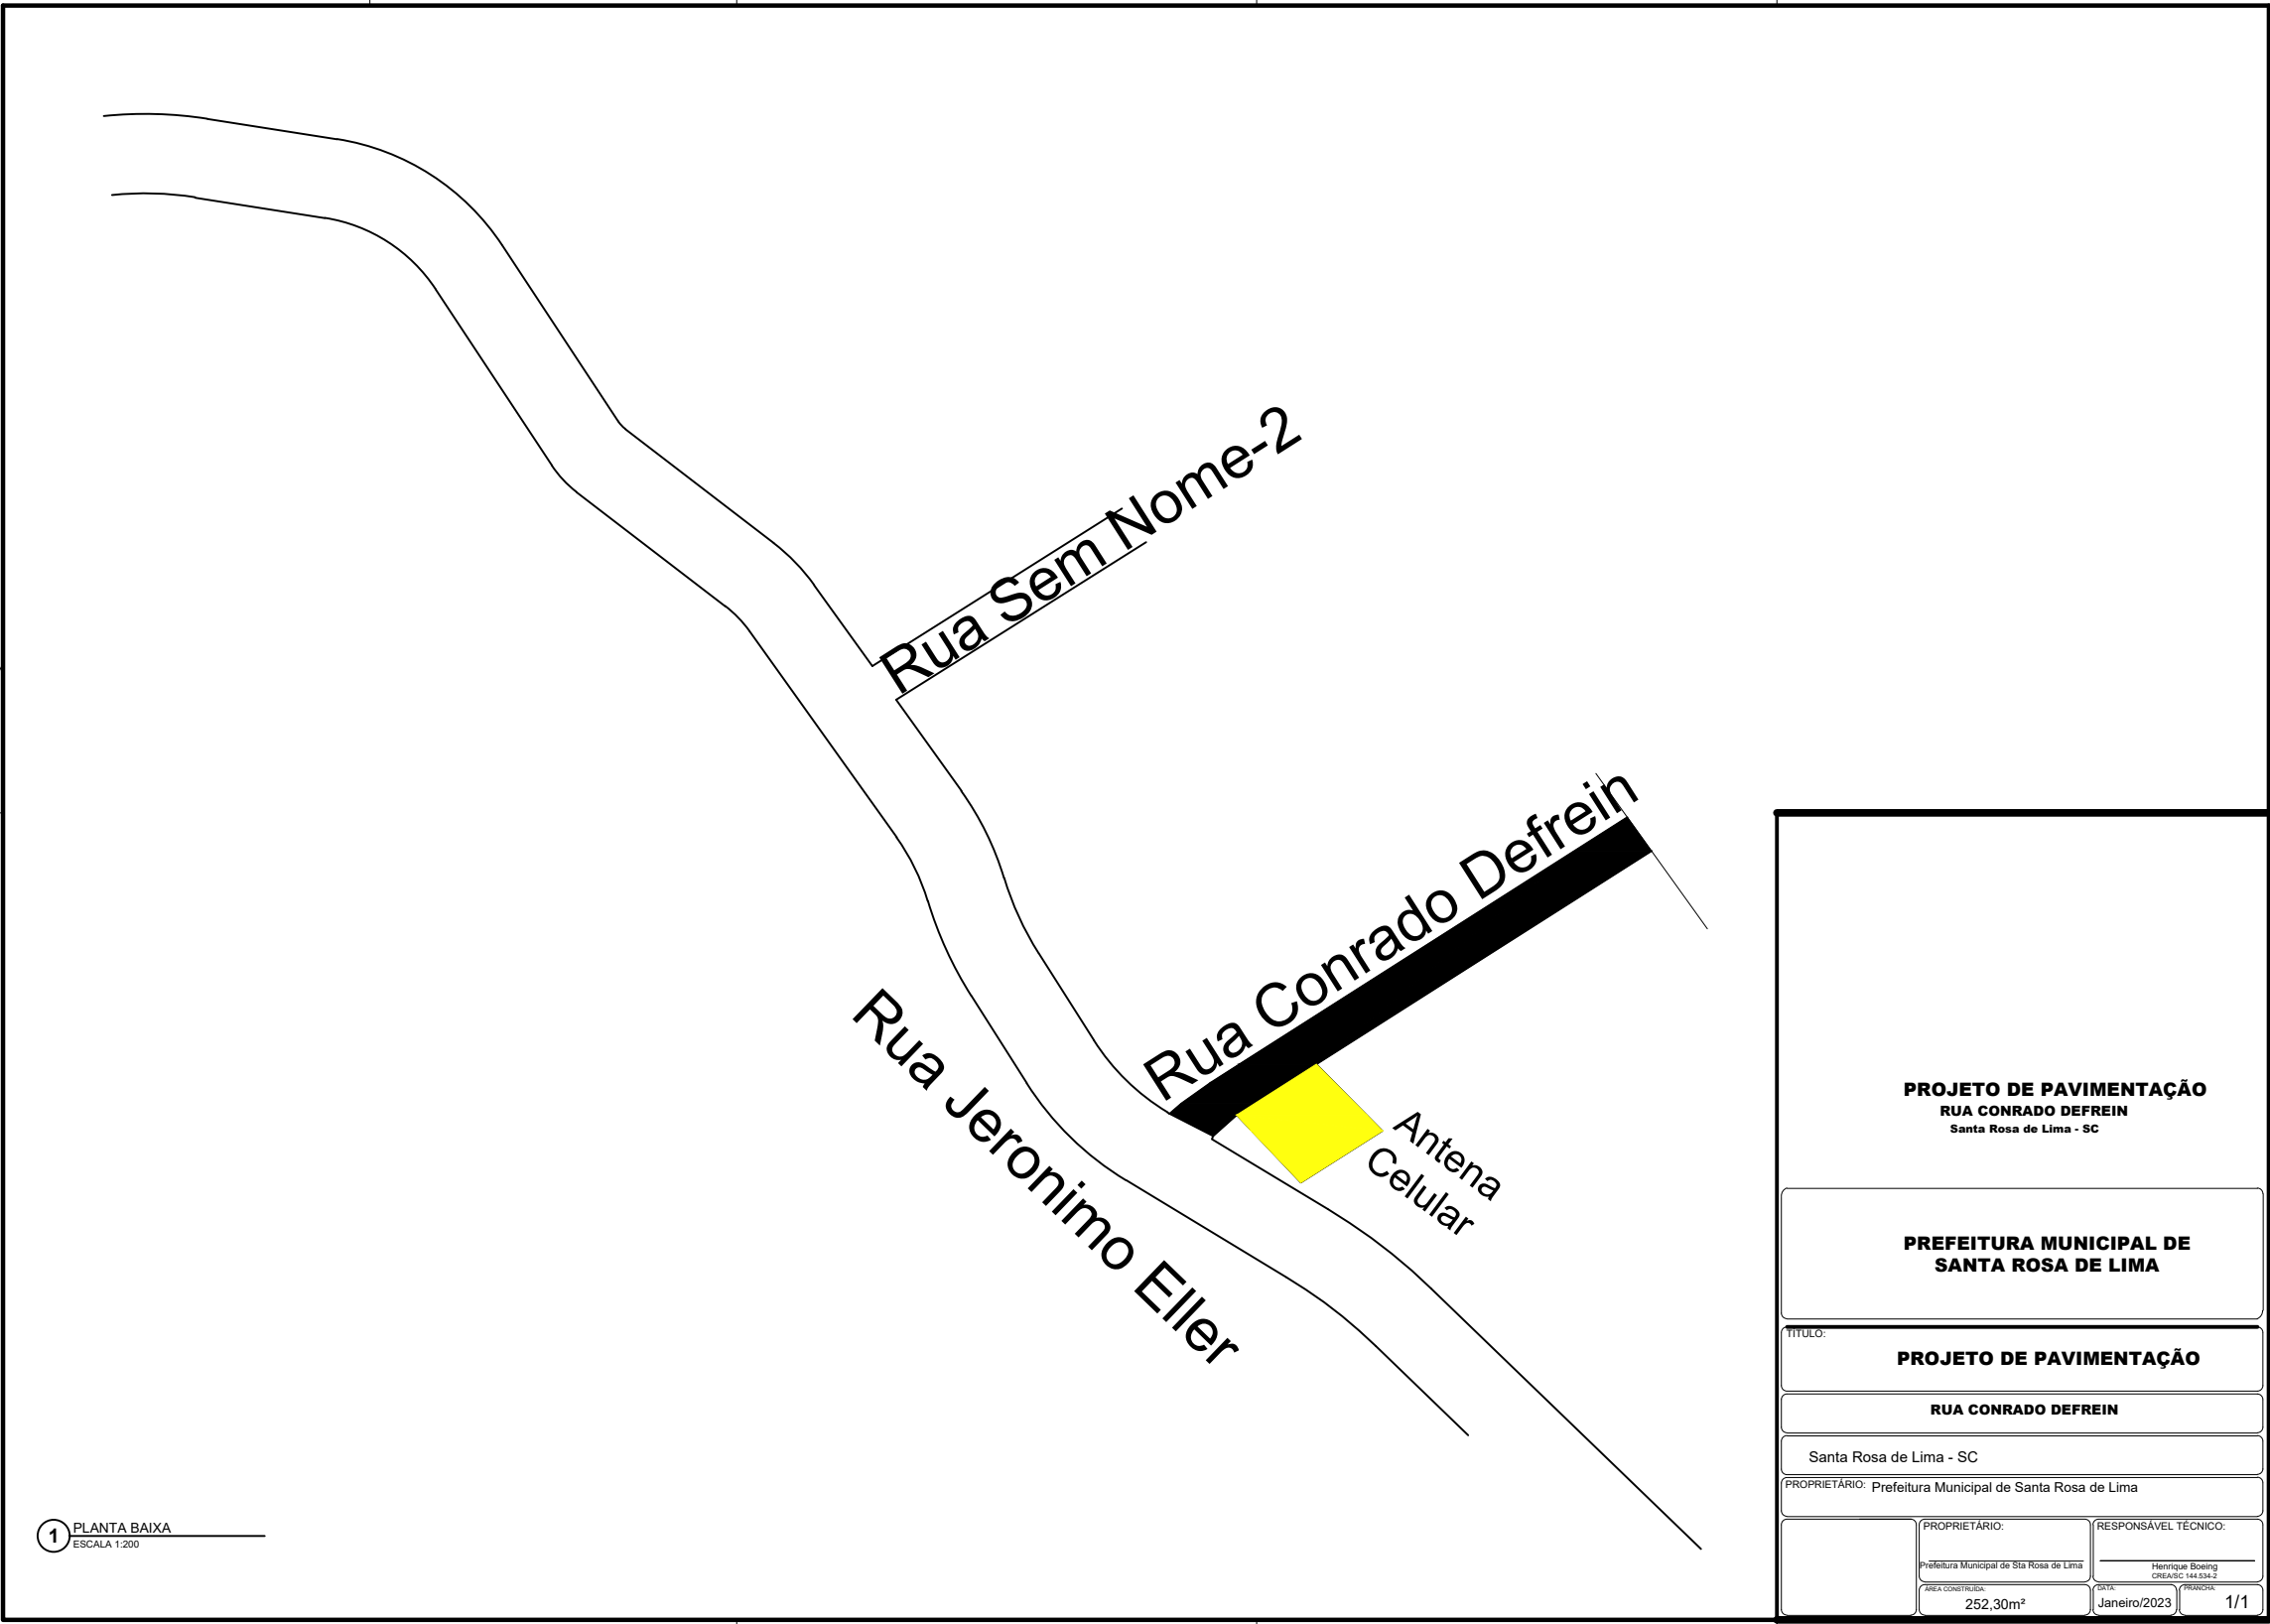 Rua Sem Nome-2
Rua Conrado Defrein
Rua Jeronimo Eller
Antena
Celular
1
PLANTA BAIXA
ESCALA 1:200
PROJETO DE PAVIMENTAÇÃO
RUA CONRADO DEFREIN
Santa Rosa de Lima - SC
PREFEITURA MUNICIPAL DE
SANTA ROSA DE LIMA
TITULO:
PROJETO DE PAVIMENTAÇÃO
RUA CONRADO DEFREIN
Santa Rosa de Lima - SC
PROPRIETÁRIO: Prefeitura Municipal de Santa Rosa de Lima
PROPRIETÁRIO:
Prefeitura Municipal de Sta Rosa de Lima
RESPONSÁVEL TÉCNICO:
Henrique Boeing
CREA/SC 144.534-2
ÁREA CONSTRUÍDA:
252,30m²
DATA:
Janeiro/2023
PRANCHA:
1/1